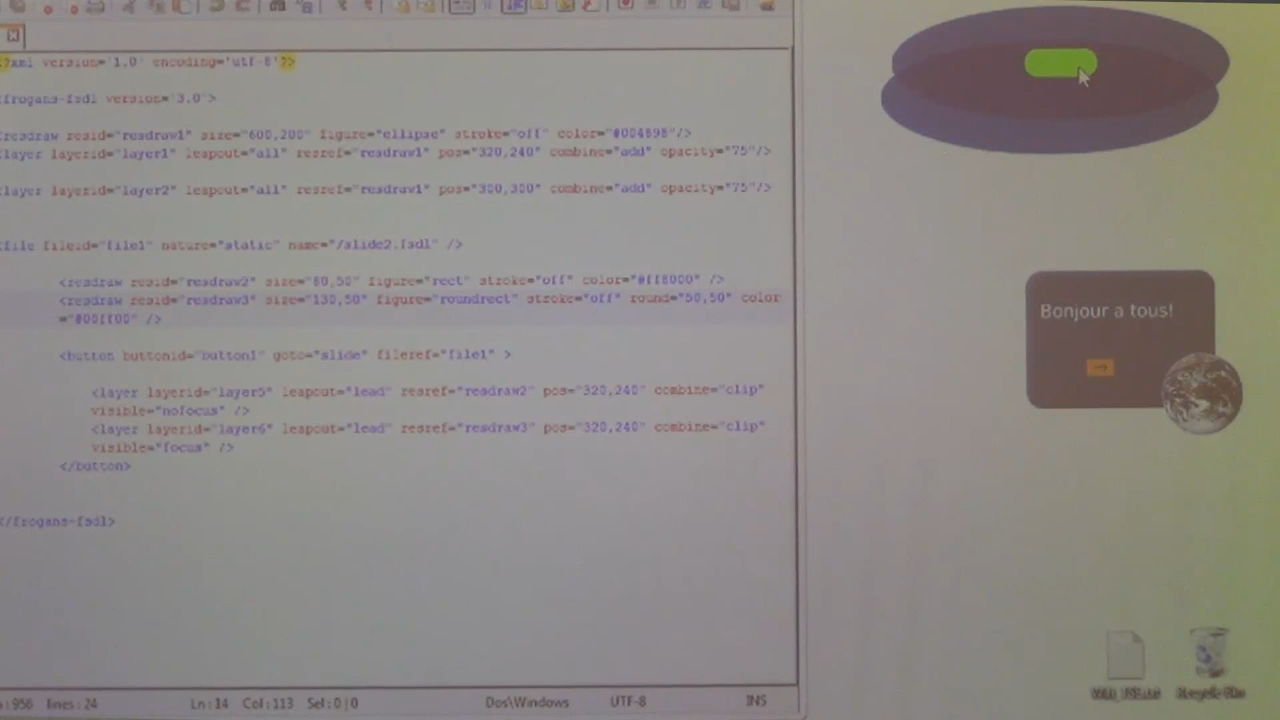 <?xml version='1.0' encoding='utf-8'?>
<frogans-fsdl version='3.0'>
<resdraw resid="resdraw1" size="600,200" figure="ellipse" stroke="off" color="#004898"/>
<layer layerid="layer1" leapout="all" resref="resdraw1" pos="320,240" combine="add" opacity="75"/>
<layer layerid="layer2" leapout="all" resref="resdraw1" pos="300,300" combine="add" opacity="75"/>
<file fileid="file1" nature="static" name="/slide2.fsdl" />
<resdraw resid="resdraw2" size="80,50" figure="rect" stroke="off" color="#ff8000" />
<resdraw resid="resdraw3" size="130,50" figure="roundrect" stroke="off" round="50,50" color
="#00ff00" />
<button buttonid="button1" goto="slide" fileref="file1" >
<layer layerid="layer5" leapout="lead" resref="resdraw2" pos="320,240" combine="clip"
visible="nofocus" />
<layer layerid="layer6" leapout="lead" resref="resdraw3" pos="320,240" combine="clip"
visible="focus" />
</button>
</frogans-fsdl>
:956 lines:24 Ln:14 Col:113 Sel:0|0 Dos\Windows UTF-8 INS
Bonjour a tous!
Recycle Bin